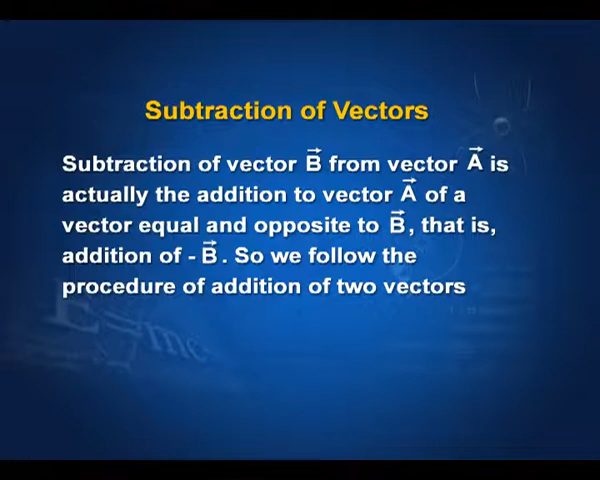 Subtraction of Vectors
Subtraction of vector B⃗ from vector A⃗ is
actually the addition to vector A⃗ of a
vector equal and opposite to B⃗, that is,
addition of - B⃗. So we follow the
procedure of addition of two vectors
E=mc